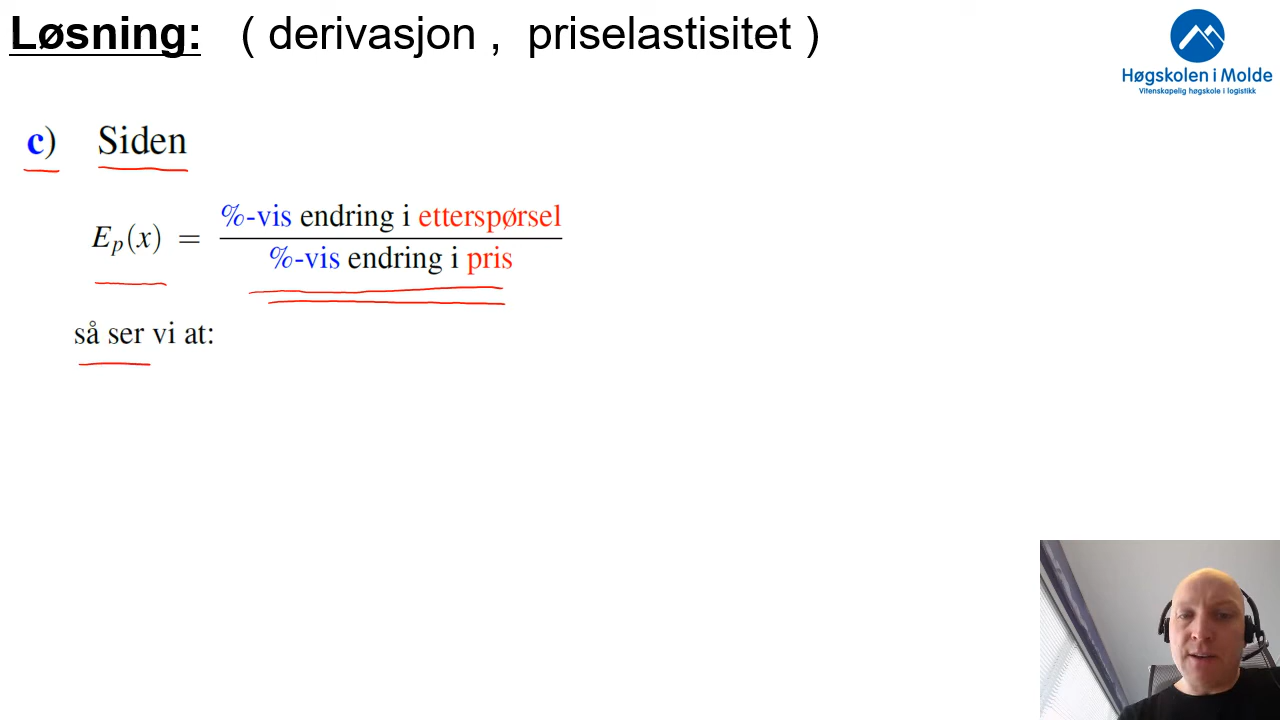 Løsning: ( derivasjon , priselastisitet )
Høgskolen i Molde
Vitenskapelig høgskole i logistikk
c) Siden
E_p(x) = %-vis endring i etterspørsel / %-vis endring i pris
så ser vi at: